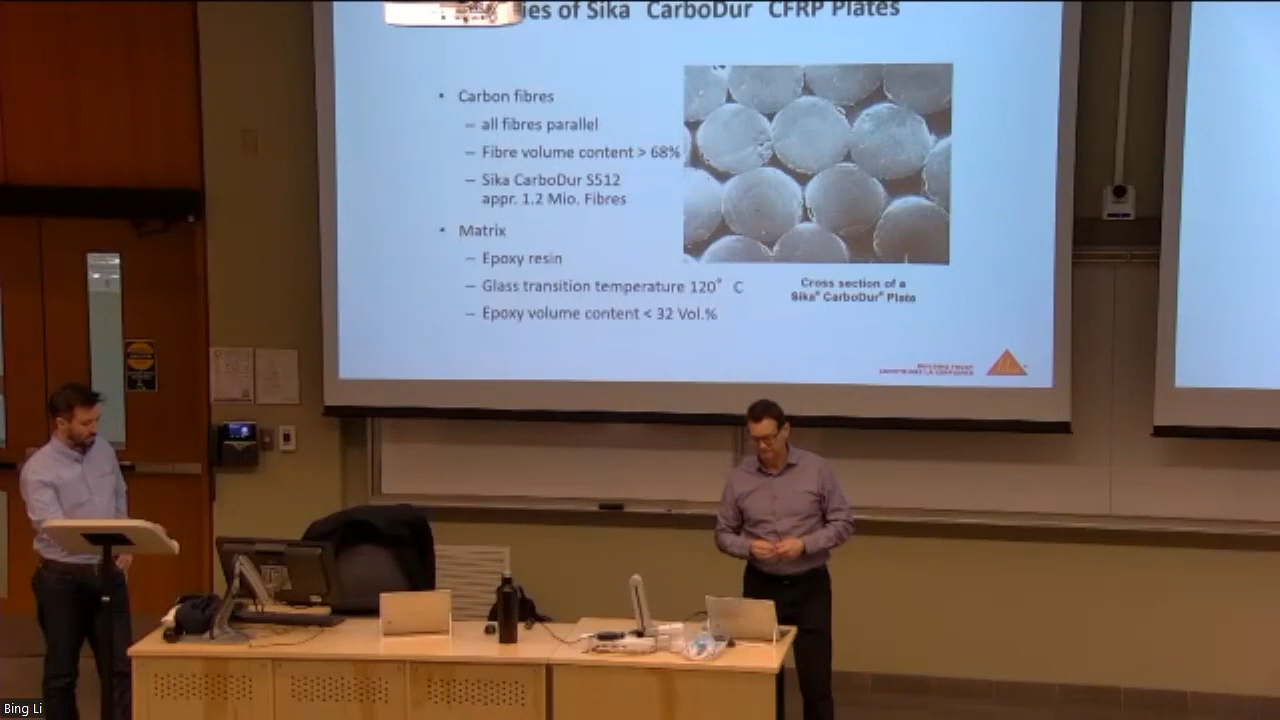 ies of Sika CarboDur CFRP Plates
• Carbon fibres
– all fibres parallel
– Fibre volume content > 68%
– Sika CarboDur S512
appr. 1.2 Mio. Fibres
• Matrix
– Epoxy resin
– Glass transition temperature 120° C
– Epoxy volume content < 32 Vol.%
Cross section of a
Sika® CarboDur® Plate
BUILDING TRUST
Bing Li